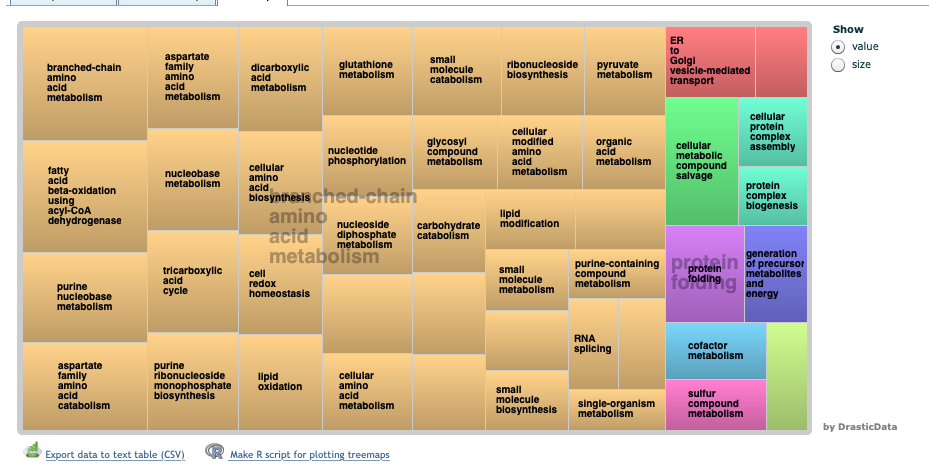 Show
value
size
branched-chain
amino
acid
metabolism
aspartate
family
amino
acid
metabolism
dicarboxylic
acid
metabolism
glutathione
metabolism
small
molecule
catabolism
ribonucleoside
biosynthesis
pyruvate
metabolism
ER
to
Golgi
vesicle-mediated
transport
nucleotide
phosphorylation
glycosyl
compound
metabolism
cellular
modified
amino
acid
metabolism
organic
acid
metabolism
cellular
metabolic
compound
salvage
cellular
protein
complex
assembly
fatty
acid
beta-oxidation
using
acyl-CoA
dehydrogenase
nucleobase
metabolism
cellular
amino
acid
biosynthesis
branched-chain
amino
acid
metabolism
protein
complex
biogenesis
nucleoside
diphosphate
metabolism
carbohydrate
catabolism
lipid
modification
purine
nucleobase
metabolism
tricarboxylic
acid
cycle
cell
redox
homeostasis
small
molecule
metabolism
purine-containing
compound
metabolism
protein
folding
protein
folding
generation
of precursor
metabolites
and
energy
RNA
splicing
cofactor
metabolism
aspartate
family
amino
acid
catabolism
purine
ribonucleoside
monophosphate
biosynthesis
lipid
oxidation
cellular
amino
acid
metabolism
small
molecule
biosynthesis
single-organism
metabolism
sulfur
compound
metabolism
by DrasticData
Export data to text table (CSV)
Make R script for plotting treemaps